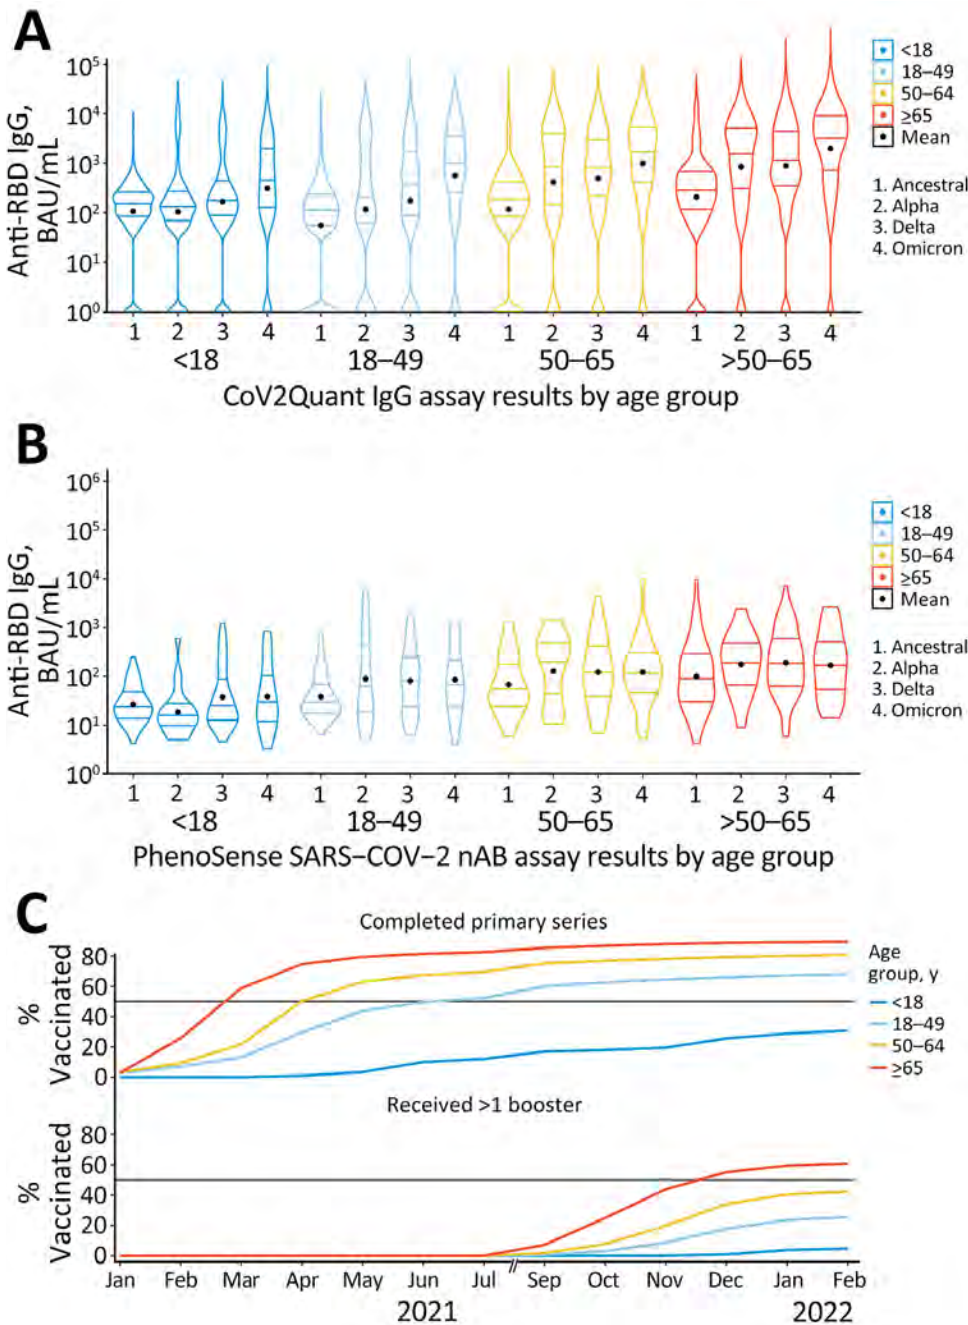 A
Anti-RBD IgG,
BAU/mL
10⁵
10⁴
10³
10²
10¹
10⁰
1 2 3 4 1 2 3 4 1 2 3 4 1 2 3 4
<18 18–49 50–65 >50–65
CoV2Quant IgG assay results by age group
<18
18–49
50–64
≥65
Mean
1. Ancestral
2. Alpha
3. Delta
4. Omicron
B
Anti-RBD IgG,
BAU/mL
10⁶
10⁵
10⁴
10³
10²
10¹
10⁰
1 2 3 4 1 2 3 4 1 2 3 4 1 2 3 4
<18 18–49 50–65 >50–65
PhenoSense SARS–COV–2 nAB assay results by age group
<18
18–49
50–64
≥65
Mean
1. Ancestral
2. Alpha
3. Delta
4. Omicron
C
Completed primary series
%
Vaccinated
80
60
40
20
0
Age
group, y
<18
18–49
50–64
≥65
Received >1 booster
%
Vaccinated
80
60
40
20
0
Jan Feb Mar Apr May Jun Jul // Sep Oct Nov Dec Jan Feb
2021 2022